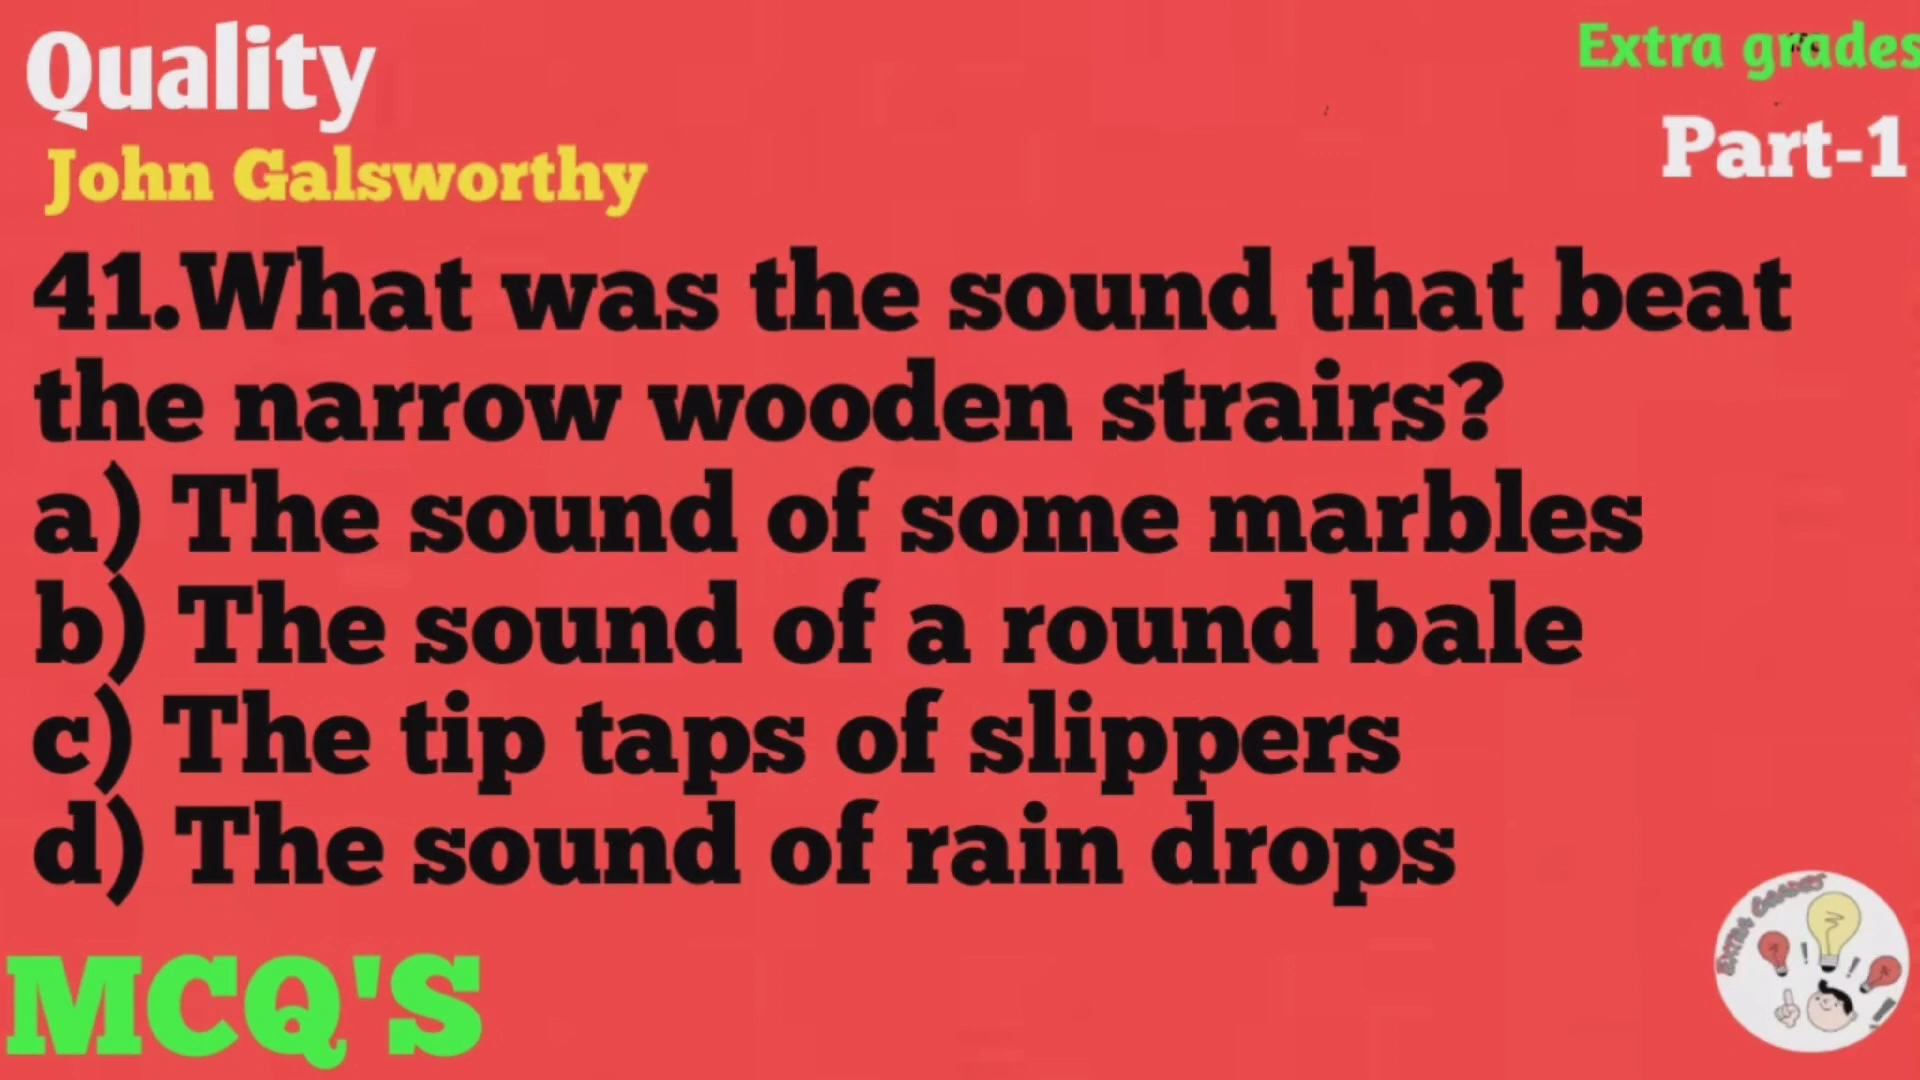 Quality
Extra grades
John Galsworthy
Part-1
41.What was the sound that beat
the narrow wooden strairs?
a) The sound of some marbles
b) The sound of a round bale
c) The tip taps of slippers
d) The sound of rain drops
EXTRA GRADES
MCQ'S